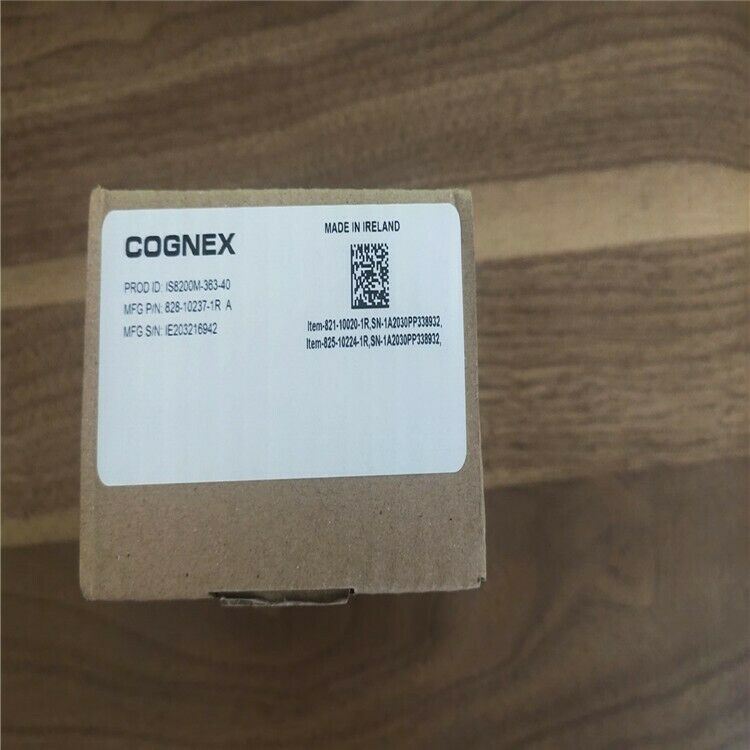 COGNEX
PROD ID: IS8200M-363-40
MFG P/N: 828-10237-1R A
MFG S/N: IE203216942
MADE IN IRELAND
Item-821-10020-1R,SN-1A2030PP338932,
Item-825-10224-1R,SN-1A2030PP338932,